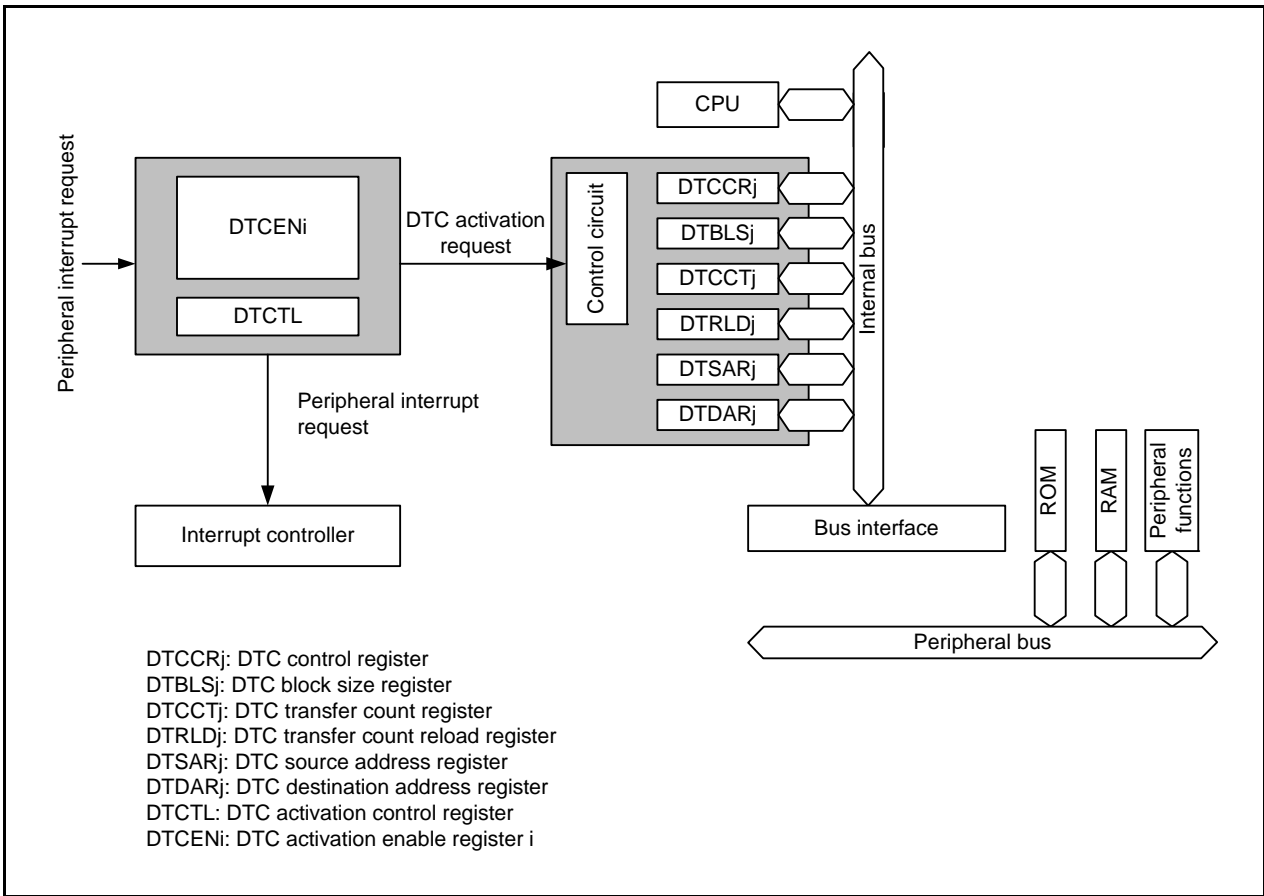 CPU
Peripheral interrupt request
DTCENi
DTCTL
DTC activation
request
Control circuit
DTCCRj
DTBLSj
DTCCTj
DTRLDj
DTSARj
DTDARj
Internal bus
Peripheral interrupt
request
Interrupt controller
Bus interface
ROM
RAM
Peripheral
functions
Peripheral bus
DTCCRj: DTC control register
DTBLSj: DTC block size register
DTCCTj: DTC transfer count register
DTRLDj: DTC transfer count reload register
DTSARj: DTC source address register
DTDARj: DTC destination address register
DTCTL: DTC activation control register
DTCENi: DTC activation enable register i